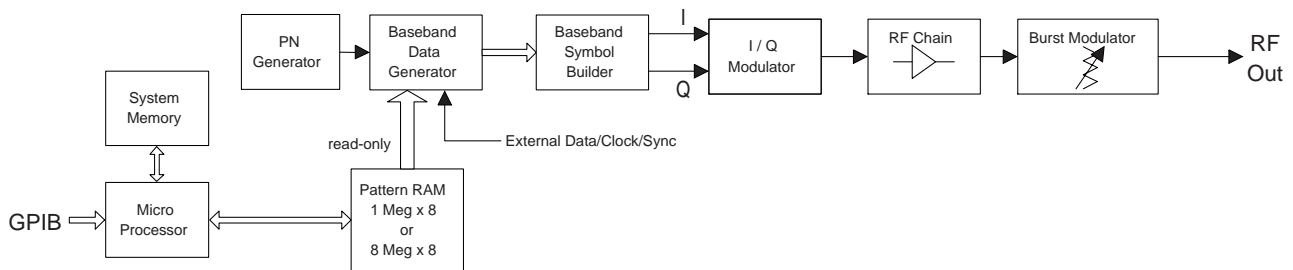 PN
Generator
Baseband
Data
Generator
Baseband
Symbol
Builder
I
Q
I / Q
Modulator
RF Chain
Burst Modulator
RF
Out
System
Memory
read-only
External Data/Clock/Sync
GPIB
Micro
Processor
Pattern RAM
1 Meg x 8
or
8 Meg x 8